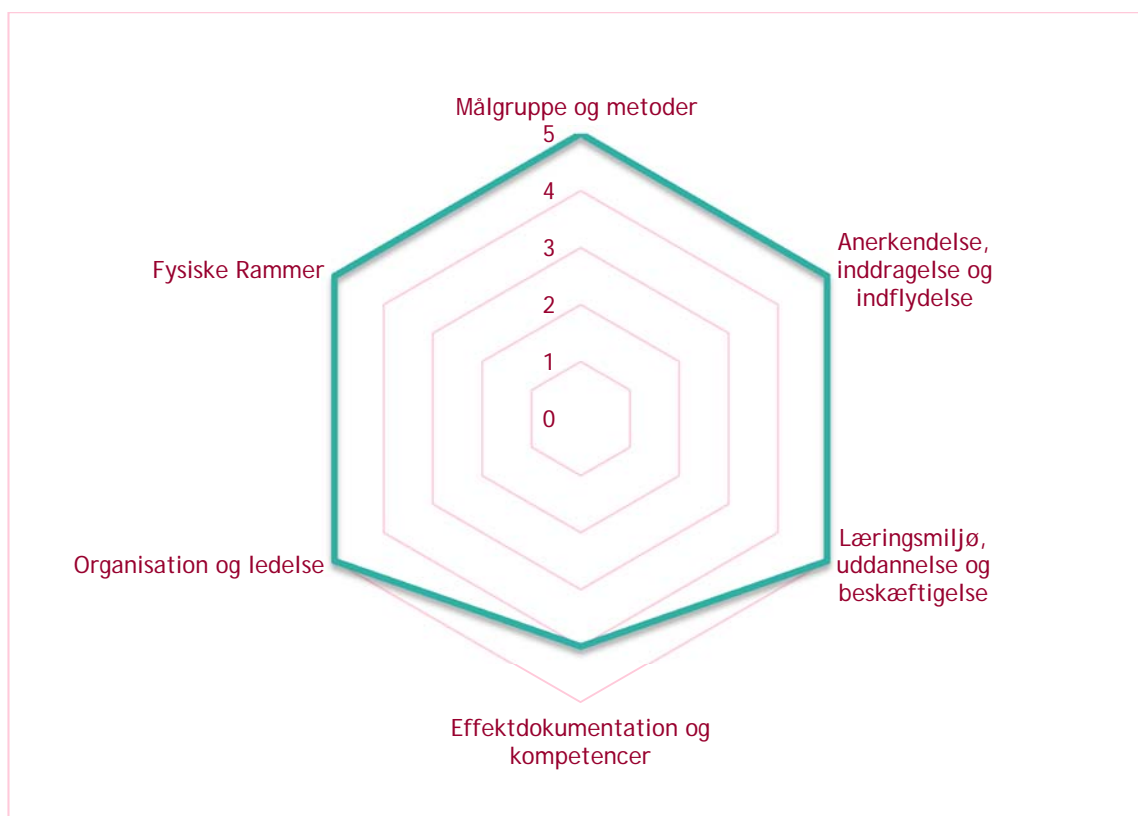 Målgruppe og metoder
5
4
3
2
1
0
Anerkendelse,
inddragelse og
indflydelse
Læringsmiljø,
uddannelse og
beskæftigelse
Effektdokumentation og
kompetencer
Organisation og ledelse
Fysiske Rammer